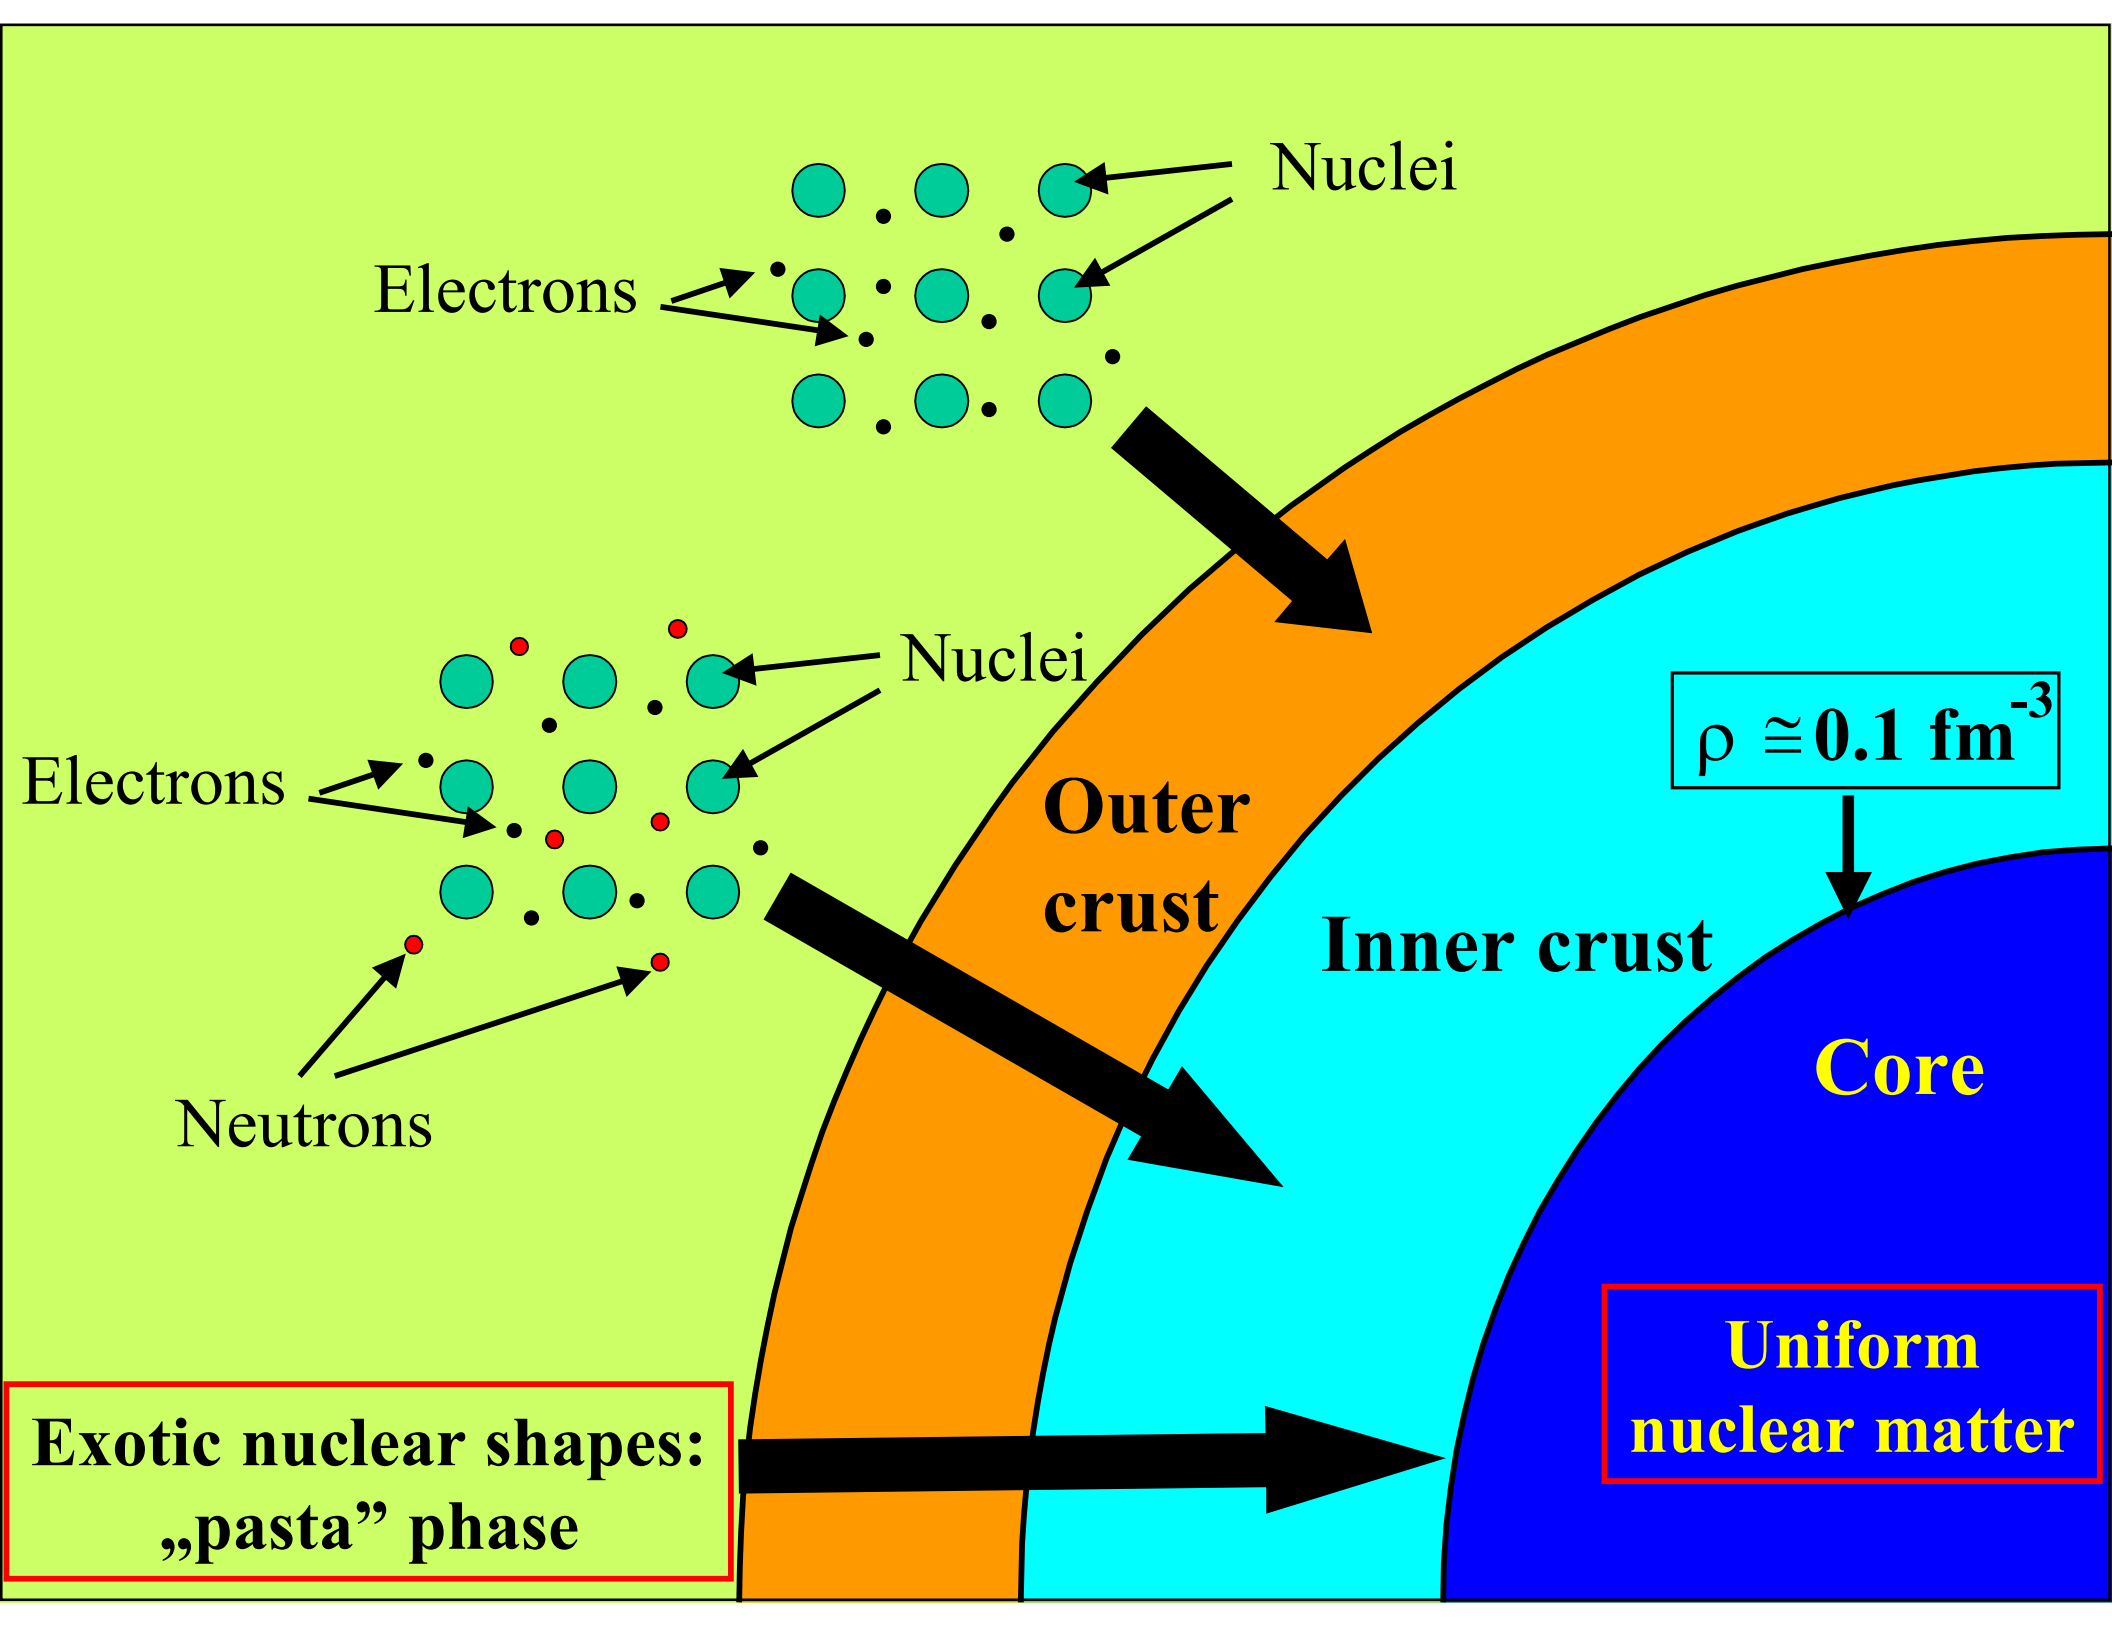 Nuclei
Electrons
Nuclei
Electrons
Neutrons
Outer
crust
ρ ≅ 0.1 fm⁻³
Inner crust
Core
Uniform
nuclear matter
Exotic nuclear shapes:
„pasta” phase